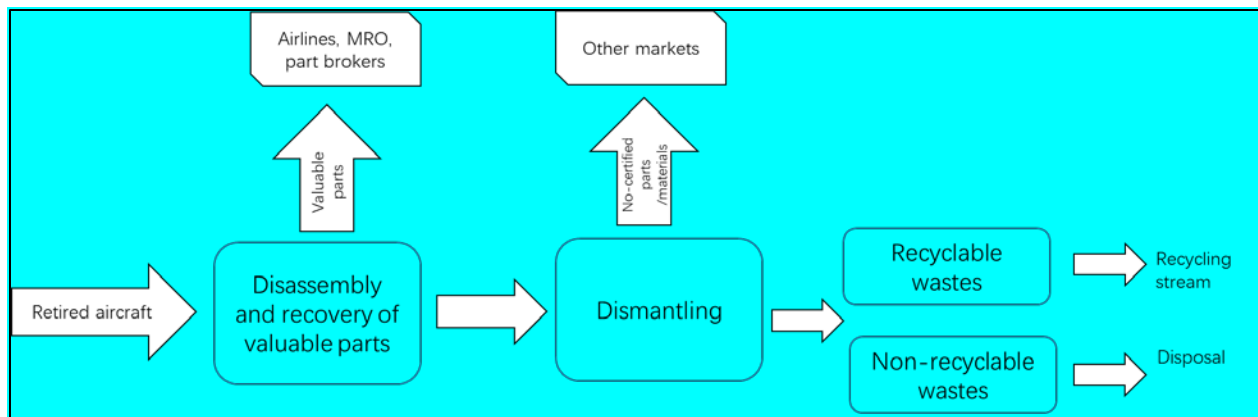 Airlines, MRO,
part brokers
Other markets
Valuable
parts
No-certified
parts
/materials
Retired aircraft
Disassembly
and recovery of
valuable parts
Dismantling
Recyclable
wastes
Recycling
stream
Non-recyclable
wastes
Disposal